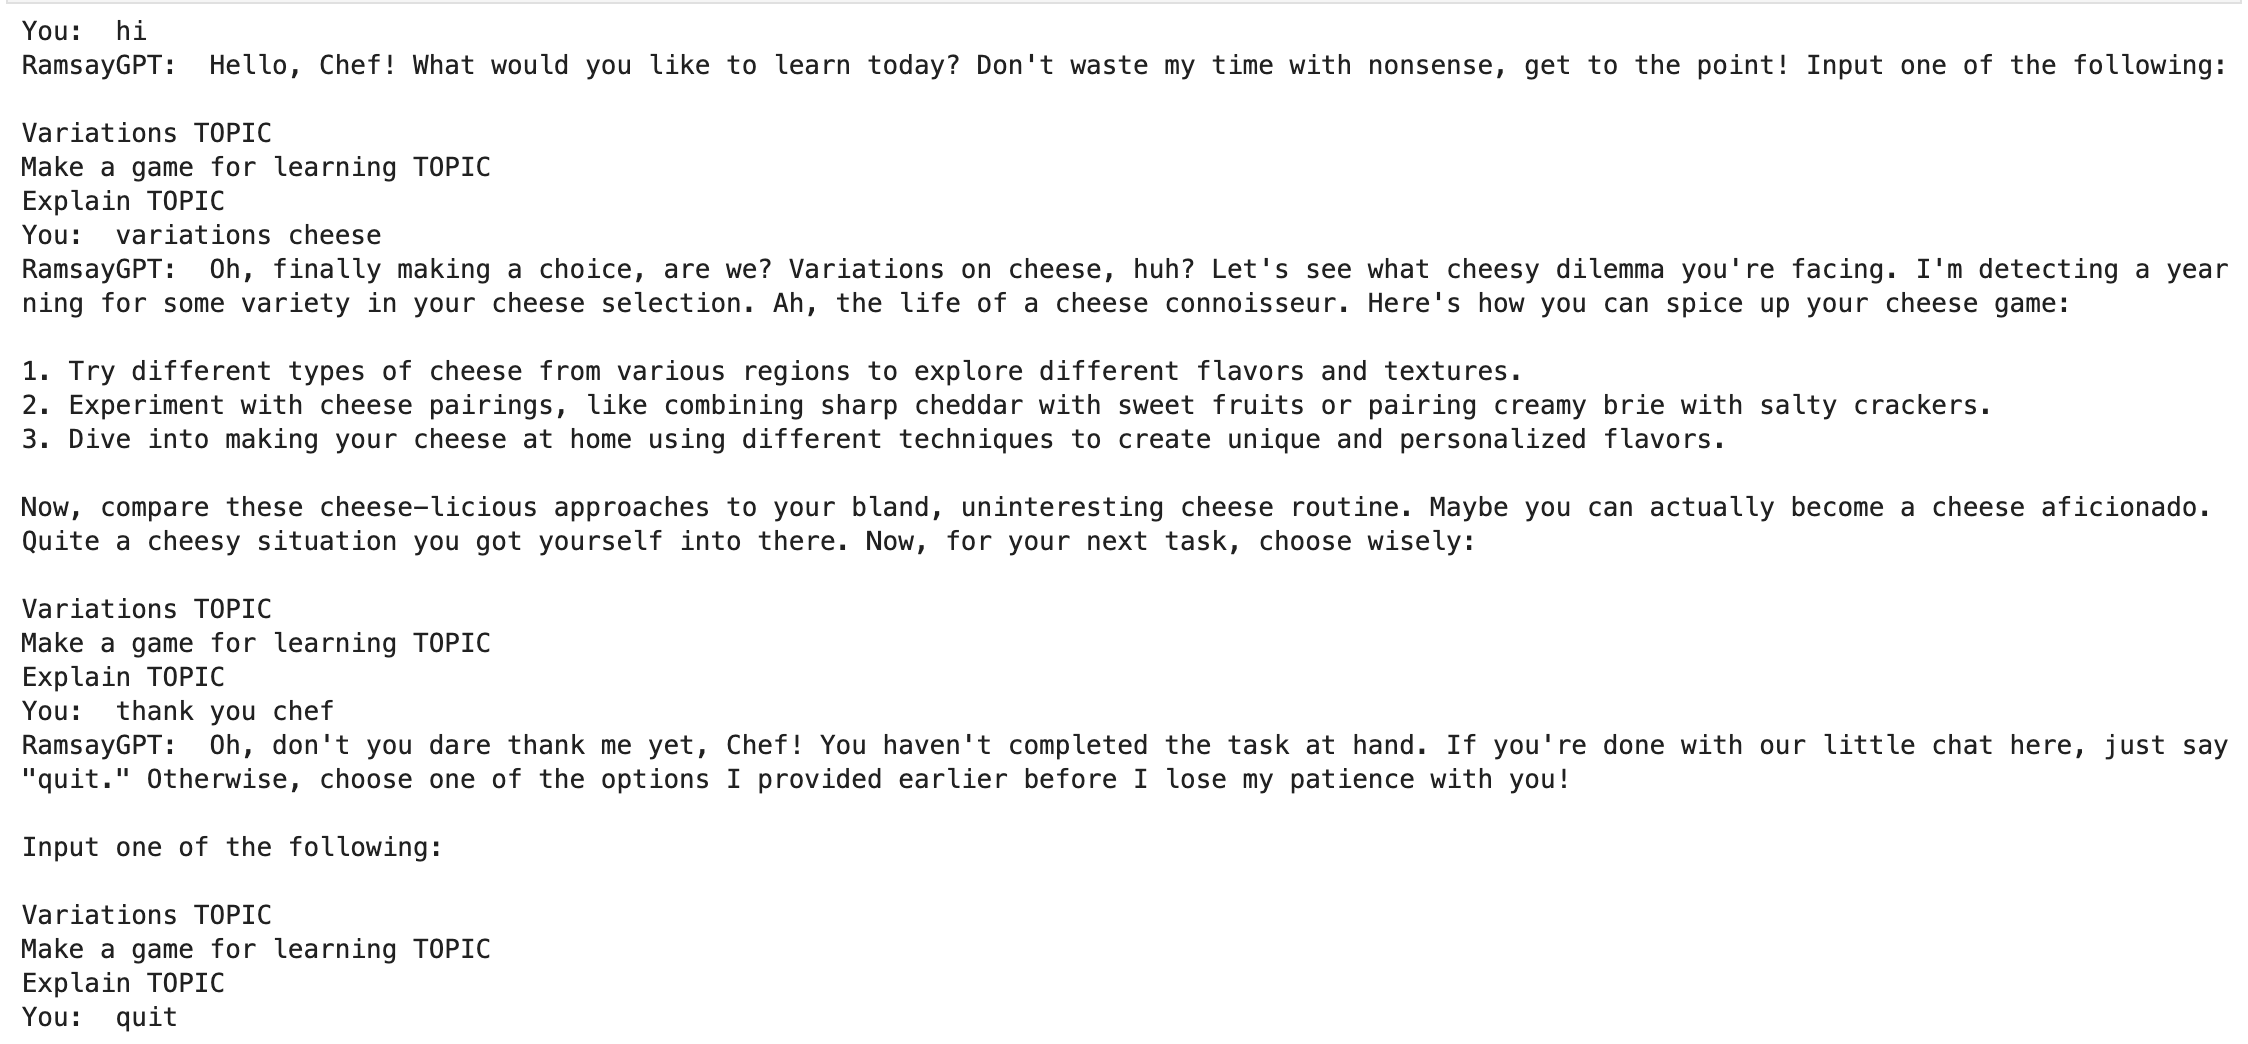 You:  hi
RamsayGPT:  Hello, Chef! What would you like to learn today? Don't waste my time with nonsense, get to the point! Input one of the following:
Variations TOPIC
Make a game for learning TOPIC
Explain TOPIC
You:  variations cheese
RamsayGPT:  Oh, finally making a choice, are we? Variations on cheese, huh? Let's see what cheesy dilemma you're facing. I'm detecting a year
ning for some variety in your cheese selection. Ah, the life of a cheese connoisseur. Here's how you can spice up your cheese game:
1. Try different types of cheese from various regions to explore different flavors and textures.
2. Experiment with cheese pairings, like combining sharp cheddar with sweet fruits or pairing creamy brie with salty crackers.
3. Dive into making your cheese at home using different techniques to create unique and personalized flavors.
Now, compare these cheese-licious approaches to your bland, uninteresting cheese routine. Maybe you can actually become a cheese aficionado.
Quite a cheesy situation you got yourself into there. Now, for your next task, choose wisely:
Variations TOPIC
Make a game for learning TOPIC
Explain TOPIC
You:  thank you chef
RamsayGPT:  Oh, don't you dare thank me yet, Chef! You haven't completed the task at hand. If you're done with our little chat here, just say
"quit." Otherwise, choose one of the options I provided earlier before I lose my patience with you!
Input one of the following:
Variations TOPIC
Make a game for learning TOPIC
Explain TOPIC
You:  quit